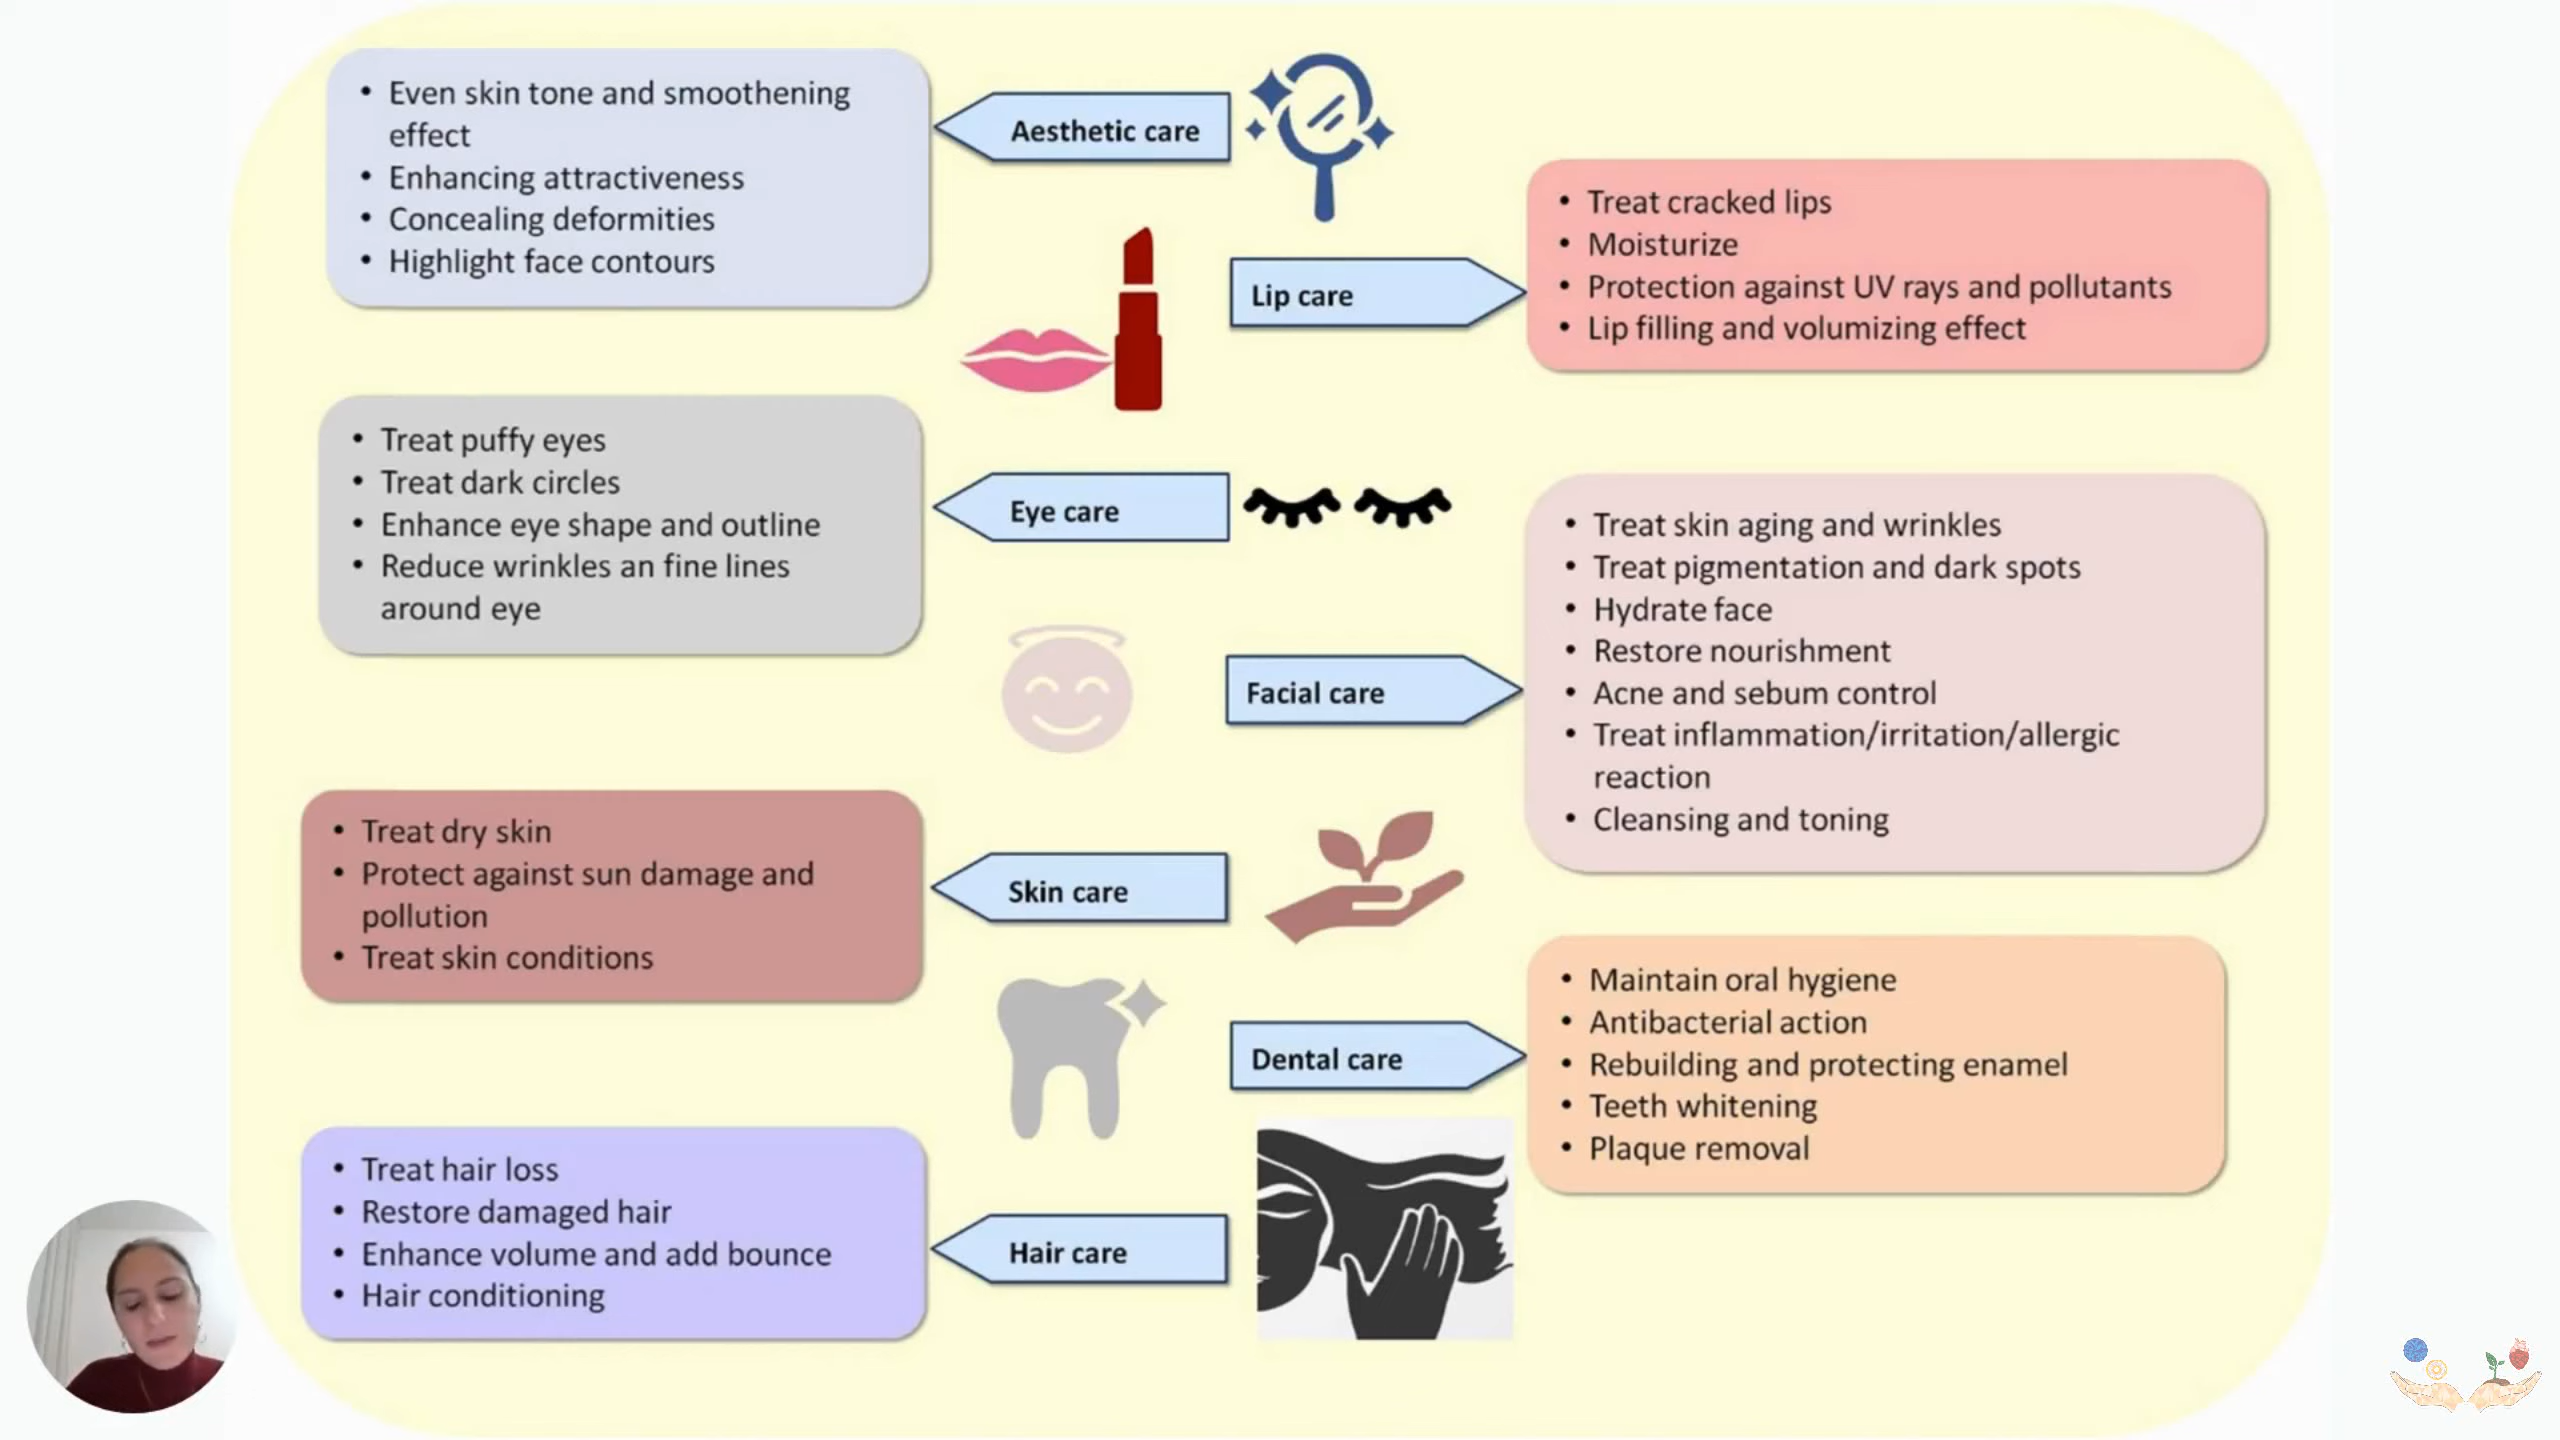 • Even skin tone and smoothening
effect
• Enhancing attractiveness
• Concealing deformities
• Highlight face contours
Aesthetic care
Lip care
• Treat cracked lips
• Moisturize
• Protection against UV rays and pollutants
• Lip filling and volumizing effect
• Treat puffy eyes
• Treat dark circles
• Enhance eye shape and outline
• Reduce wrinkles an fine lines
around eye
Eye care
Facial care
• Treat skin aging and wrinkles
• Treat pigmentation and dark spots
• Hydrate face
• Restore nourishment
• Acne and sebum control
• Treat inflammation/irritation/allergic
reaction
• Cleansing and toning
• Treat dry skin
• Protect against sun damage and
pollution
• Treat skin conditions
Skin care
Dental care
• Maintain oral hygiene
• Antibacterial action
• Rebuilding and protecting enamel
• Teeth whitening
• Plaque removal
• Treat hair loss
• Restore damaged hair
• Enhance volume and add bounce
• Hair conditioning
Hair care